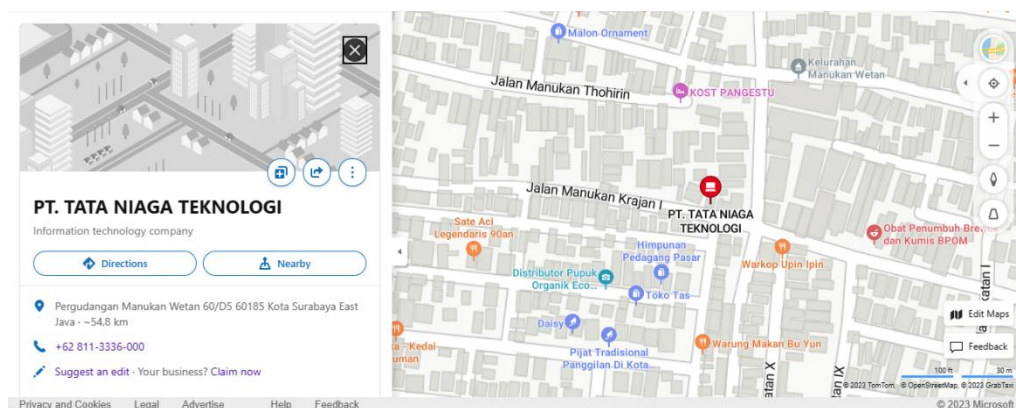 PT. TATA NIAGA TEKNOLOGI
Information technology company
Directions
Nearby
Pergudangan Manukan Wetan 60/D5 60185 Kota Surabaya East
Java · ~54,8 km
+62 811-3336-000
Suggest an edit · Your business? Claim now
Malon Ornament
Kelurahan
Manukan Wetan
Jalan Manukan Thohirin
KOST PANGESTU
Jalan Manukan Krajan I
PT. TATA NIAGA
TEKNOLOGI
Sate Aci
Legendaris 90an
Obat Penumbuh
dan Kumis BPOM
Himpunan
Pedagang Pasar
Warkop Upin Ipin
Distributor Pupuk
Organik Eco...
Toko Tas
Daisy
Kedai
Warung Makan Bu Yun
Pijat Tradisional
Panggilan Di Kota...
Edit Maps
Feedback
100 ft
30 m
© 2023 TomTom, © OpenStreetMap, © 2023 GrabTaxi
Privacy and Cookies
Legal
Advertise
Help
Feedback
© 2023 Microsoft